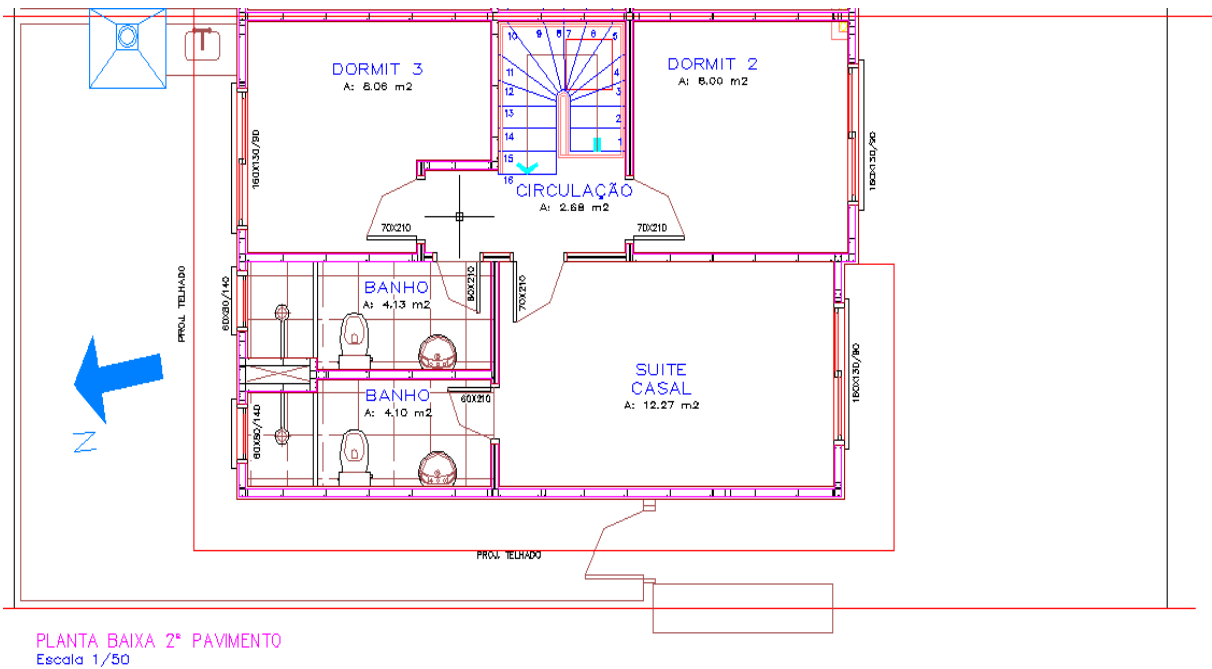 10 9 8 7 6 5
DORMIT 3
A: 8.06 m2
DORMIT 2
A: 8.00 m2
11
4
12
3
13
2
14
1
15
16
160X130/90
160X130/90
CIRCULAÇÃO
A: 2.68 m2
70X210
70X210
BANHO
A: 4.13 m2
60X210
70X210
60X80/140
PROJ. TELHADO
SUITE
CASAL
A: 12.27 m2
160X130/90
BANHO
A: 4.10 m2
60X210
60X80/140
N
PROJ. TELHADO
PLANTA BAIXA 2º PAVIMENTO
Escala 1/50